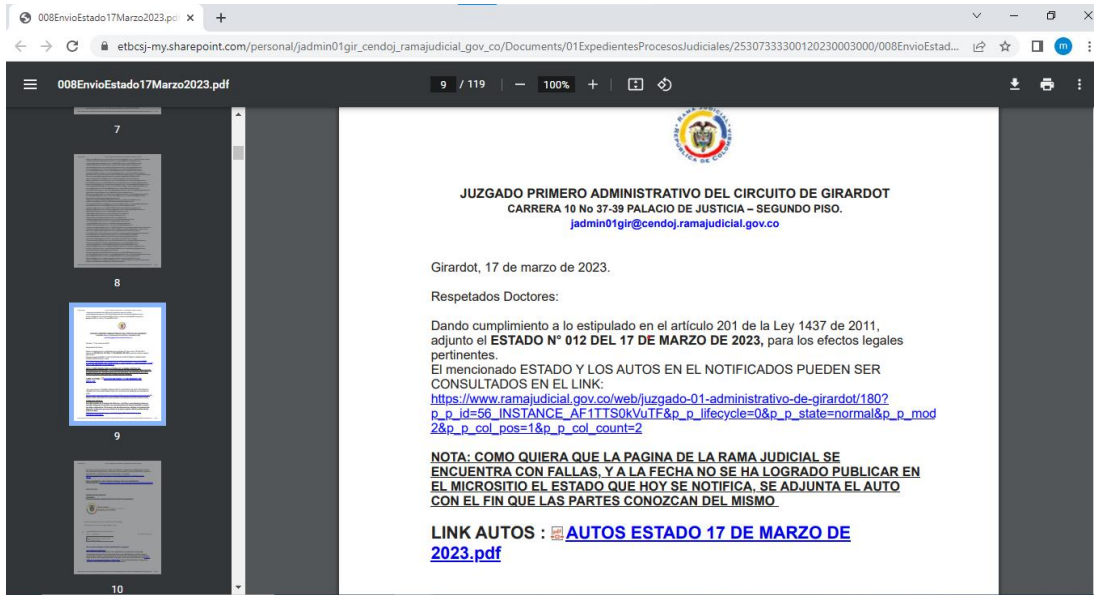 008EnvioEstado17Marzo2023.pd
etbcsj-my.sharepoint.com/personal/jadmin01gir_cendoj_ramajudicial_gov_co/Documents/01ExpedientesProcesosJudiciales/25307333300120230003000/008EnvioEstad...
m
008EnvioEstado17Marzo2023.pdf
9 / 119
100%
7
8
9
10
RAMA JUDICIAL
REPUBLICA DE COLOMBIA
JUZGADO PRIMERO ADMINISTRATIVO DEL CIRCUITO DE GIRARDOT
CARRERA 10 No 37-39 PALACIO DE JUSTICIA – SEGUNDO PISO.
jadmin01gir@cendoj.ramajudicial.gov.co
Girardot, 17 de marzo de 2023.
Respetados Doctores:
Dando cumplimiento a lo estipulado en el artículo 201 de la Ley 1437 de 2011,
adjunto el ESTADO N° 012 DEL 17 DE MARZO DE 2023, para los efectos legales
pertinentes.
El mencionado ESTADO Y LOS AUTOS EN EL NOTIFICADOS PUEDEN SER
CONSULTADOS EN EL LINK:
https://www.ramajudicial.gov.co/web/juzgado-01-administrativo-de-girardot/180?
p_p_id=56_INSTANCE_AF1TTS0kVuTF&p_p_lifecycle=0&p_p_state=normal&p_p_mod
2&p_p_col_pos=1&p_p_col_count=2
NOTA: COMO QUIERA QUE LA PAGINA DE LA RAMA JUDICIAL SE
ENCUENTRA CON FALLAS, Y A LA FECHA NO SE HA LOGRADO PUBLICAR EN
EL MICROSITIO EL ESTADO QUE HOY SE NOTIFICA, SE ADJUNTA EL AUTO
CON EL FIN QUE LAS PARTES CONOZCAN DEL MISMO
LINK AUTOS : AUTOS ESTADO 17 DE MARZO DE
2023.pdf